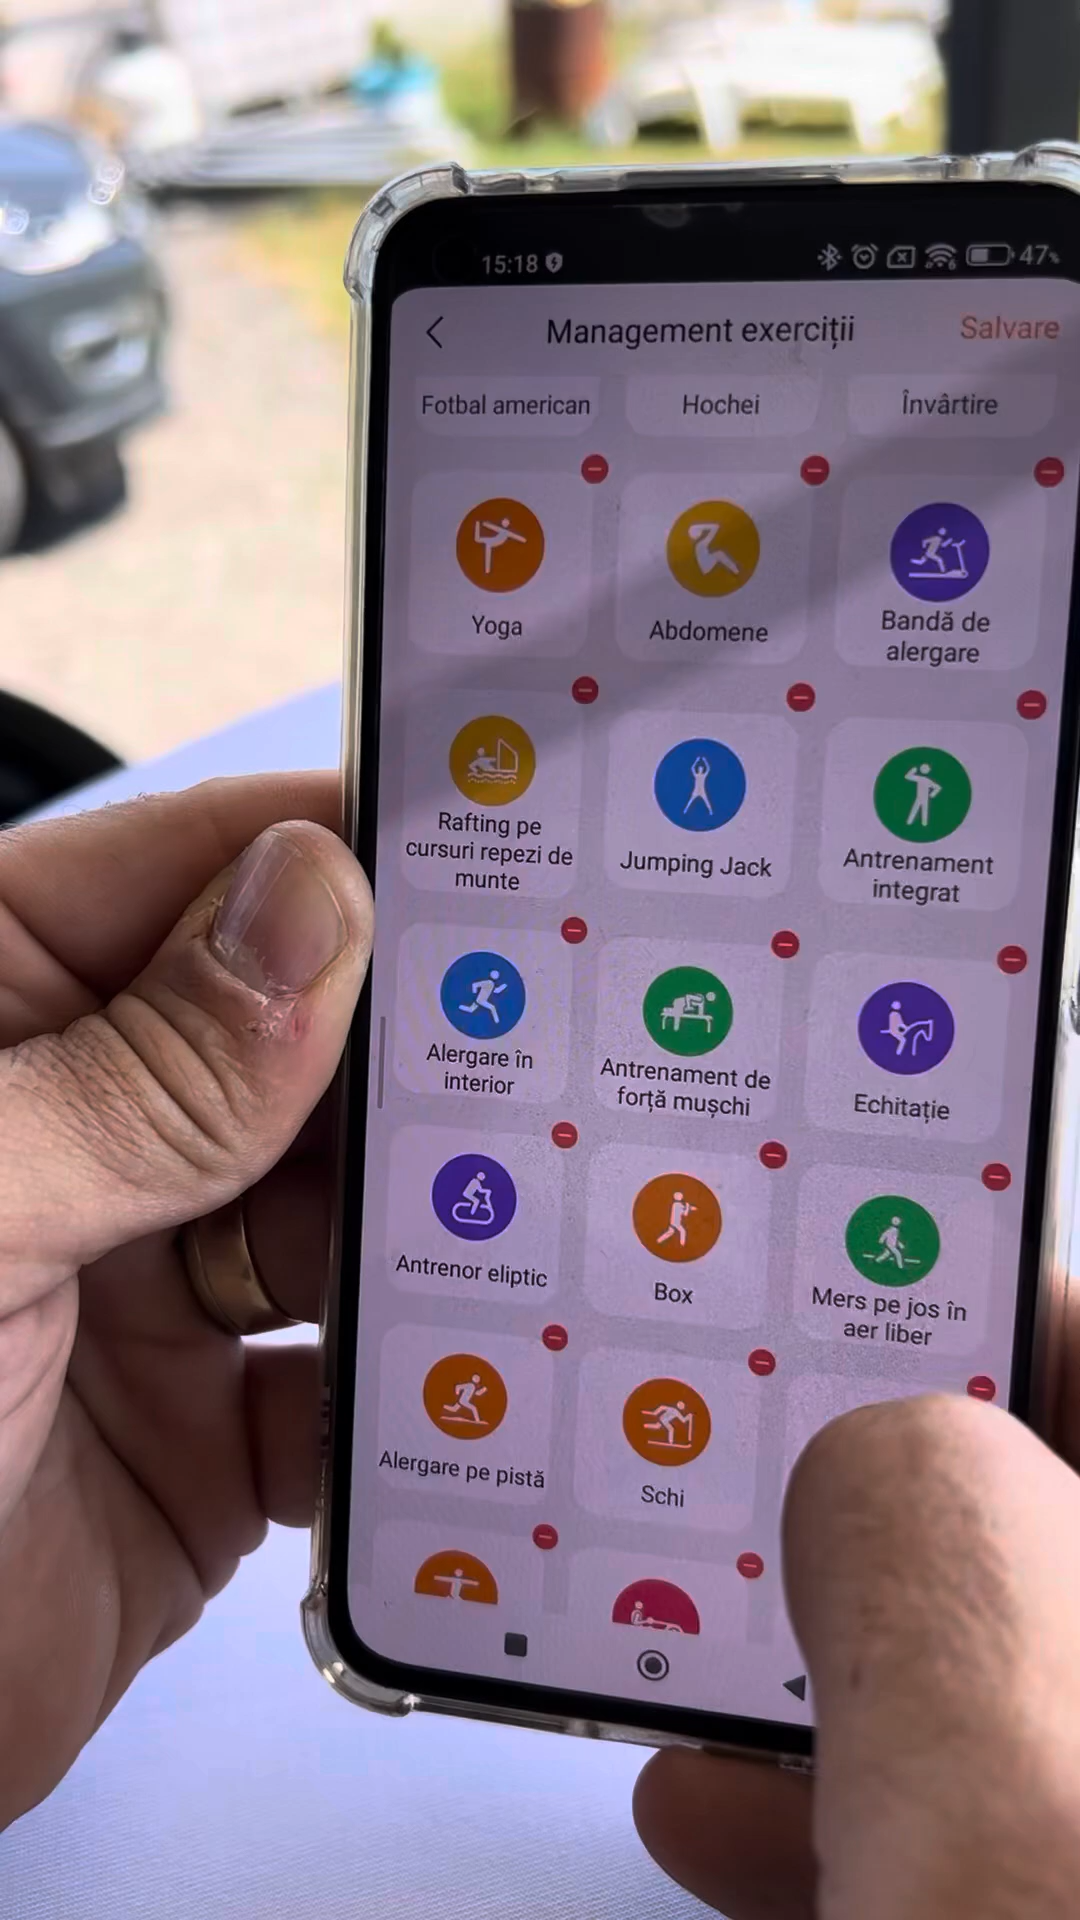 15:18
47%
Management exerciții
Salvare
Fotbal american
Hochei
Învârtire
Yoga
Abdomene
Bandă de
alergare
Rafting pe
cursuri repezi de
munte
Jumping Jack
Antrenament
integrat
Alergare în
interior
Antrenament de
forță mușchi
Echitație
Antrenor eliptic
Box
Mers pe jos în
aer liber
Alergare pe pistă
Schi